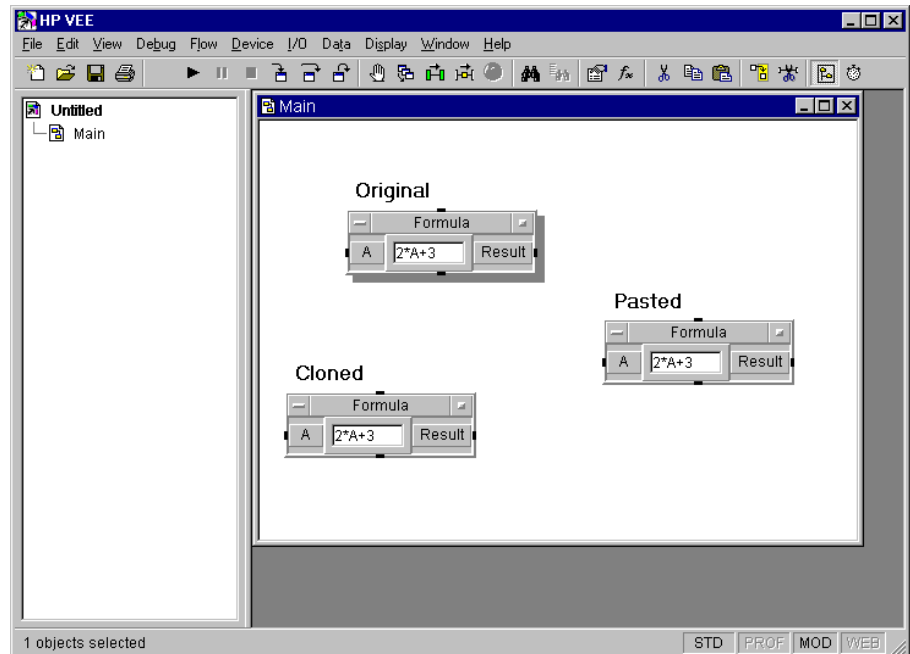 HP VEE
File Edit View Debug Flow Device I/O Data Display Window Help
fx
Untitled
Main
Main
Original
Formula
A 2*A+3 Result
Pasted
Formula
A 2*A+3 Result
Cloned
Formula
A 2*A+3 Result
1 objects selected STD PROF MOD WEB